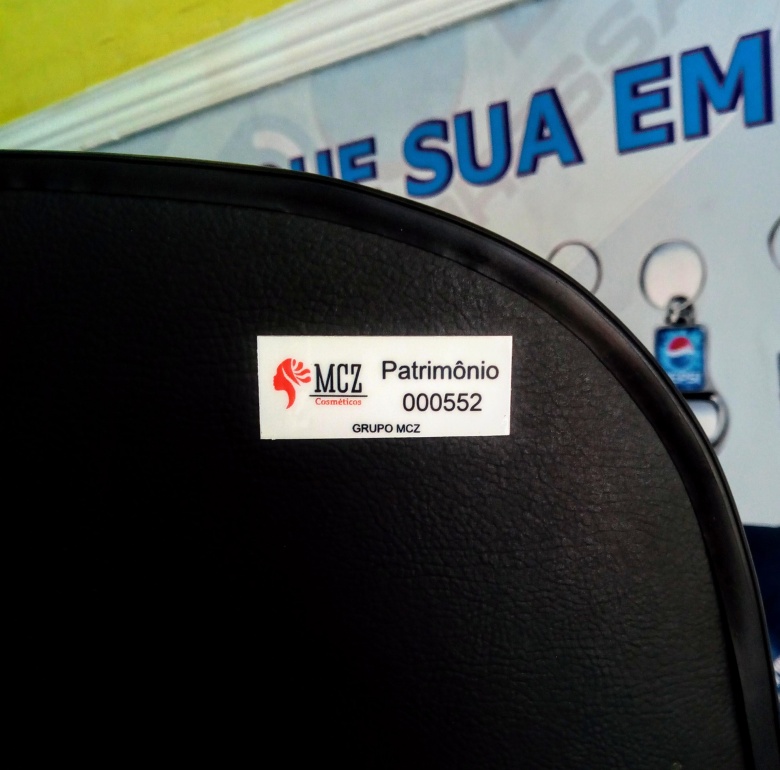 SUA EM
MCZ
Cosméticos
Patrimônio
000552
GRUPO MCZ